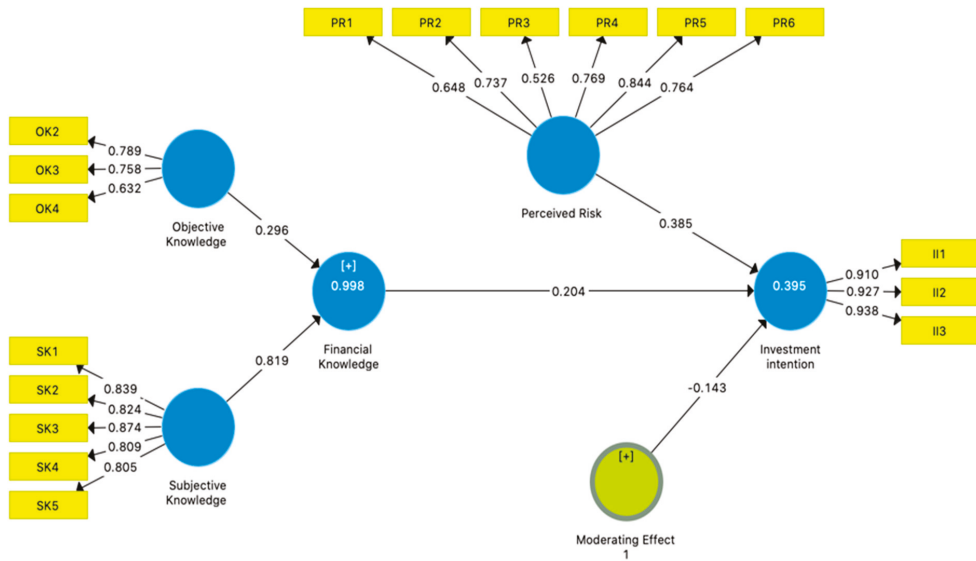 PR1 PR2 PR3 PR4 PR5 PR6
0.648 0.737 0.526 0.769 0.844 0.764
Perceived Risk
OK2
OK3
OK4
0.789
0.758
0.632
Objective
Knowledge
0.296
0.385
[+]
0.998
Financial
Knowledge
0.204
0.395
Investment
intention
0.910
0.927
0.938
II1
II2
II3
SK1
SK2
SK3
SK4
SK5
0.839
0.824
0.874
0.809
0.805
Subjective
Knowledge
0.819
-0.143
[+]
Moderating Effect
1